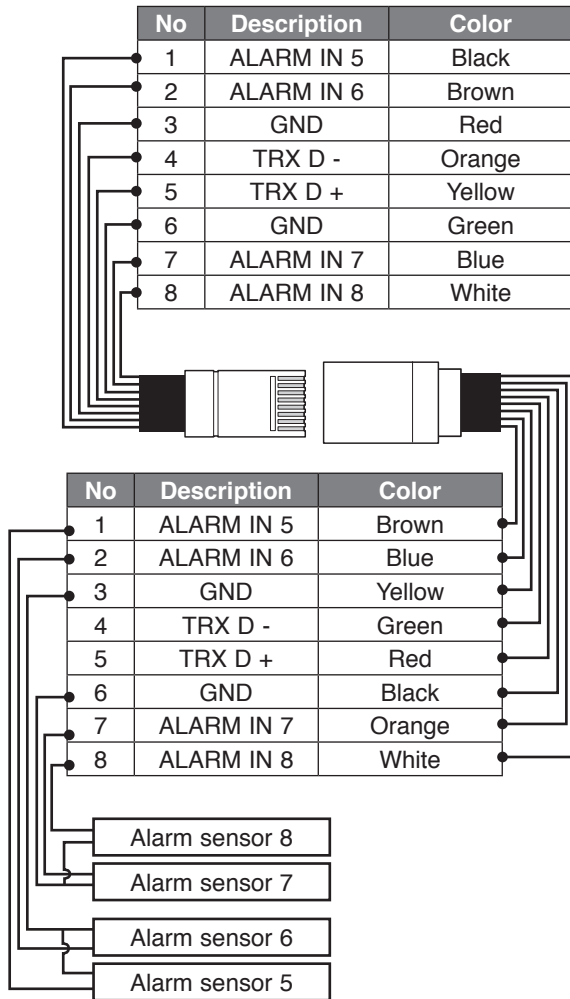 No Description Color
1 ALARM IN 5 Black
2 ALARM IN 6 Brown
3 GND Red
4 TRX D - Orange
5 TRX D + Yellow
6 GND Green
7 ALARM IN 7 Blue
8 ALARM IN 8 White
No Description Color
1 ALARM IN 5 Brown
2 ALARM IN 6 Blue
3 GND Yellow
4 TRX D - Green
5 TRX D + Red
6 GND Black
7 ALARM IN 7 Orange
8 ALARM IN 8 White
Alarm sensor 8
Alarm sensor 7
Alarm sensor 6
Alarm sensor 5